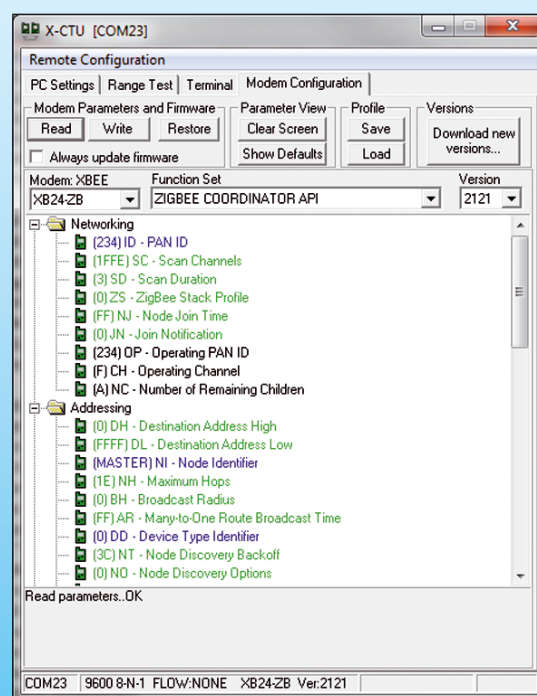 X-CTU [COM23]
Remote Configuration
PC Settings Range Test Terminal Modem Configuration
Modem Parameters and Firmware Parameter View Profile Versions
Read Write Restore Clear Screen Save Download new versions...
Always update firmware Show Defaults Load
Modem: XBEE Function Set Version
XB24-ZB ZIGBEE COORDINATOR API 2121
Networking
(234) ID - PAN ID
(1FFE) SC - Scan Channels
(3) SD - Scan Duration
(0) ZS - ZigBee Stack Profile
(FF) NJ - Node Join Time
(0) JN - Join Notification
(234) OP - Operating PAN ID
(F) CH - Operating Channel
(A) NC - Number of Remaining Children
Addressing
(0) DH - Destination Address High
(FFFF) DL - Destination Address Low
(MASTER) NI - Node Identifier
(1E) NH - Maximum Hops
(0) BH - Broadcast Radius
(FF) AR - Many-to-One Route Broadcast Time
(0) DD - Device Type Identifier
(3C) NT - Node Discovery Backoff
(0) NO - Node Discovery Options
Read parameters..OK
COM23 9600 8-N-1 FLOW:NONE XB24-ZB Ver:2121